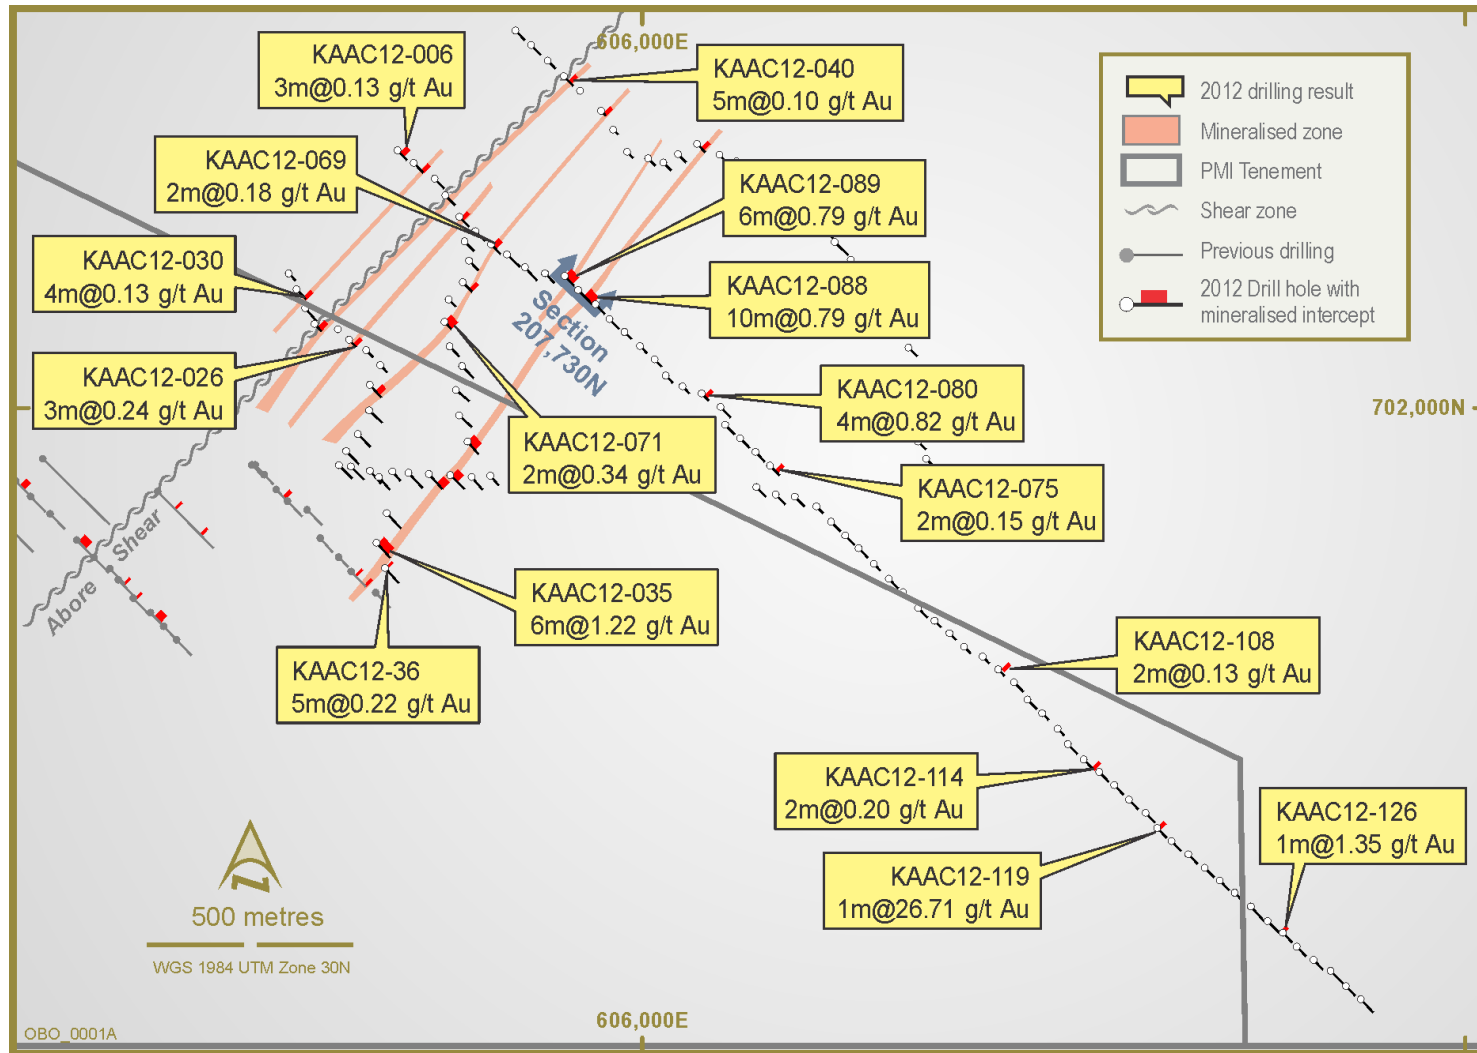 606,000E
KAAC12-006
3m@0.13 g/t Au
KAAC12-040
5m@0.10 g/t Au
2012 drilling result
Mineralised zone
PMI Tenement
Shear zone
Previous drilling
2012 Drill hole with
mineralised intercept
KAAC12-069
2m@0.18 g/t Au
KAAC12-089
6m@0.79 g/t Au
KAAC12-030
4m@0.13 g/t Au
KAAC12-088
10m@0.79 g/t Au
Section
207,730N
KAAC12-026
3m@0.24 g/t Au
KAAC12-080
4m@0.82 g/t Au
702,000N
KAAC12-071
2m@0.34 g/t Au
KAAC12-075
2m@0.15 g/t Au
Abore Shear
KAAC12-035
6m@1.22 g/t Au
KAAC12-36
5m@0.22 g/t Au
KAAC12-108
2m@0.13 g/t Au
KAAC12-114
2m@0.20 g/t Au
KAAC12-126
1m@1.35 g/t Au
KAAC12-119
1m@26.71 g/t Au
N
500 metres
WGS 1984 UTM Zone 30N
606,000E
OBO_0001A